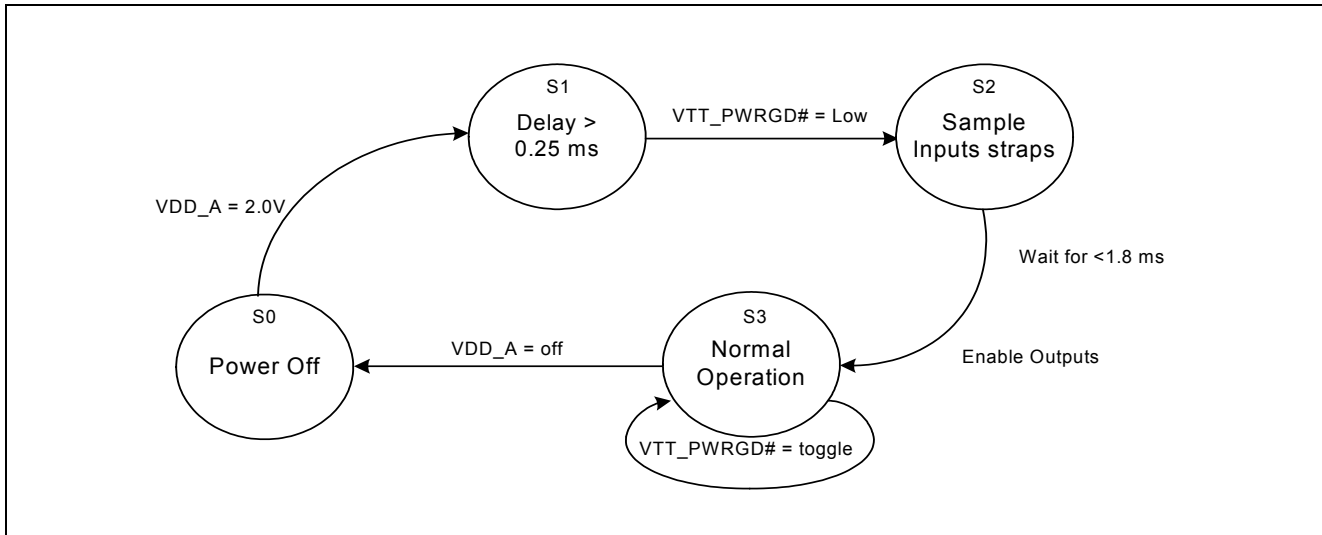 S1
Delay >
0.25 ms
VTT_PWRGD# = Low
S2
Sample
Inputs straps
VDD_A = 2.0V
Wait for <1.8 ms
S0
Power Off
VDD_A = off
S3
Normal
Operation
Enable Outputs
VTT_PWRGD# = toggle